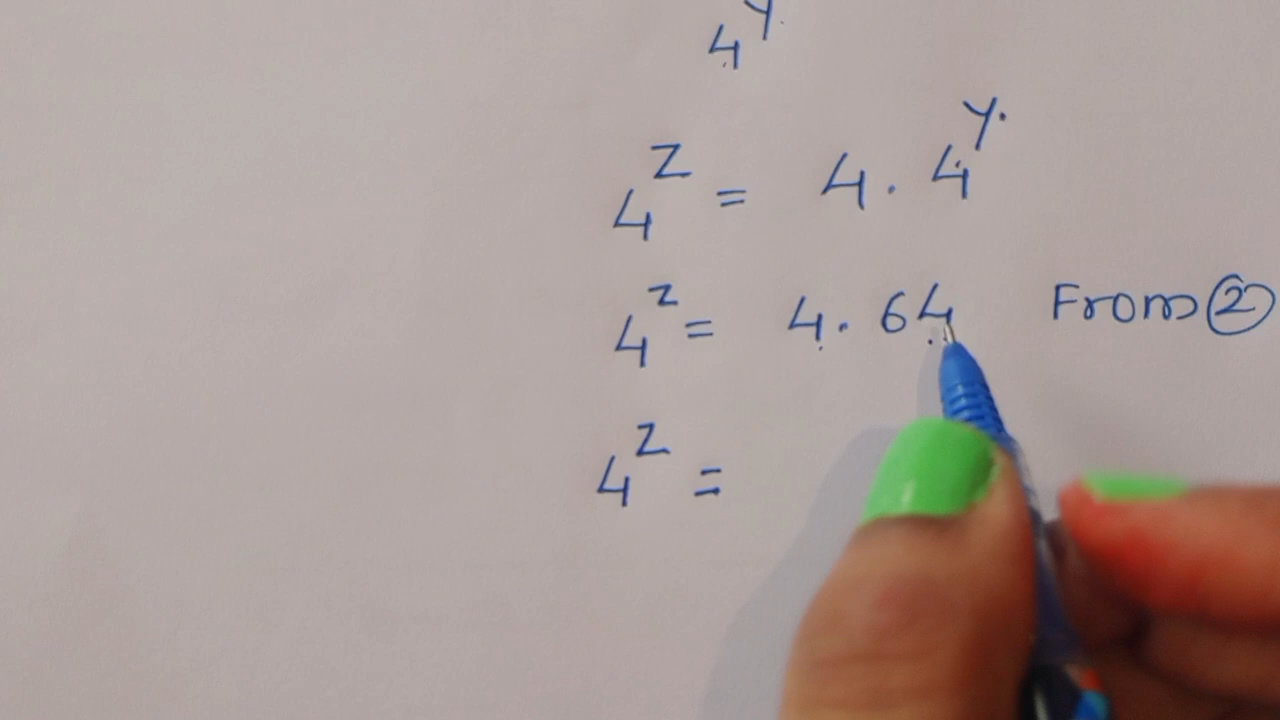 4^y
4^z = 4 . 4^y
4^z = 4 . 64 From ②
4^z =